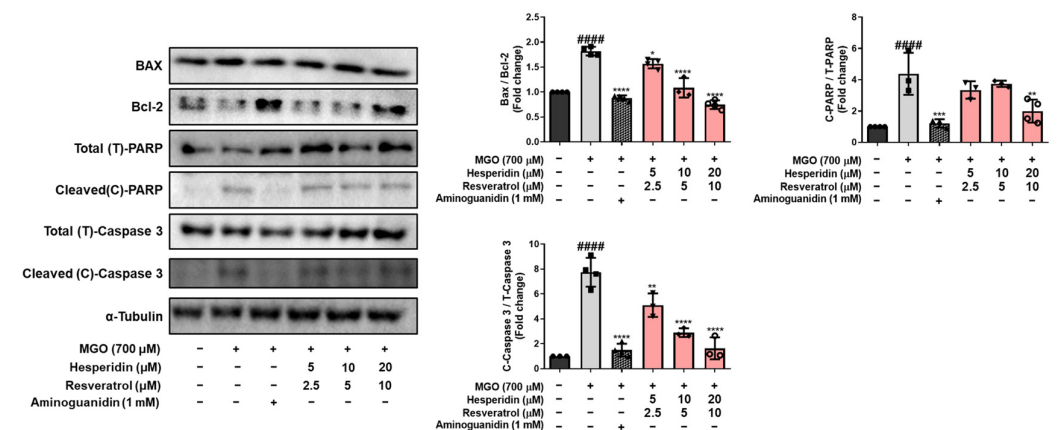 BAX
Bcl-2
Total (T)-PARP
Cleaved(C)-PARP
Total (T)-Caspase 3
Cleaved (C)-Caspase 3
α-Tubulin
MGO (700 µM) – + + + + +
Hesperidin (µM) – – – 5 10 20
Resveratrol (µM) – – – 2.5 5 10
Aminoguanidin (1 mM) – – + – – –
Bax / Bcl-2
(Fold change)
2.5
2.0
1.5
1.0
0.5
0.0
####
****
*
****
****
MGO (700 µM) – + + + + +
Hesperidin (µM) – – – 5 10 20
Resveratrol (µM) – – – 2.5 5 10
Aminoguanidin (1 mM) – – + – – –
C-PARP / T-PARP
(Fold change)
8
6
4
2
0
####
***
**
MGO (700 µM) – + + + + +
Hesperidin (µM) – – – 5 10 20
Resveratrol (µM) – – – 2.5 5 10
Aminoguanidin (1 mM) – – + – – –
C-Caspase 3 / T-Caspase 3
(Fold change)
10
8
6
4
2
0
####
****
**
****
****
MGO (700 µM) – + + + + +
Hesperidin (µM) – – – 5 10 20
Resveratrol (µM) – – – 2.5 5 10
Aminoguanidin (1 mM) – – + – – –